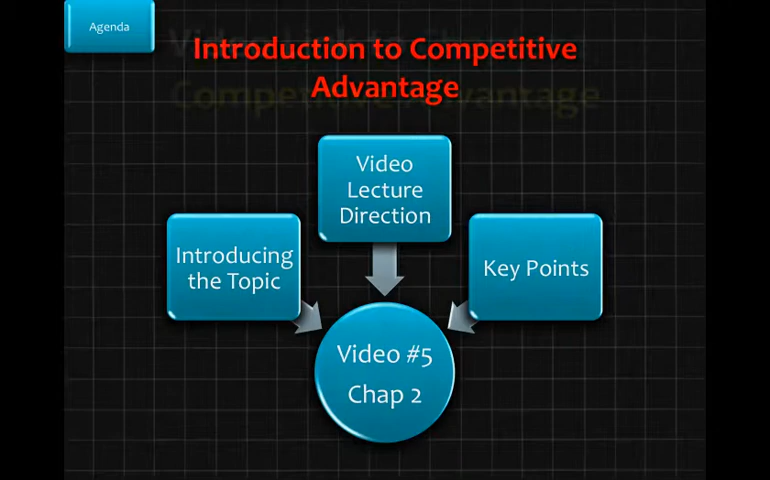 Agenda
Introduction to Competitive
Advantage
Video
Lecture
Direction
Introducing
the Topic
Key Points
Video #5
Chap 2